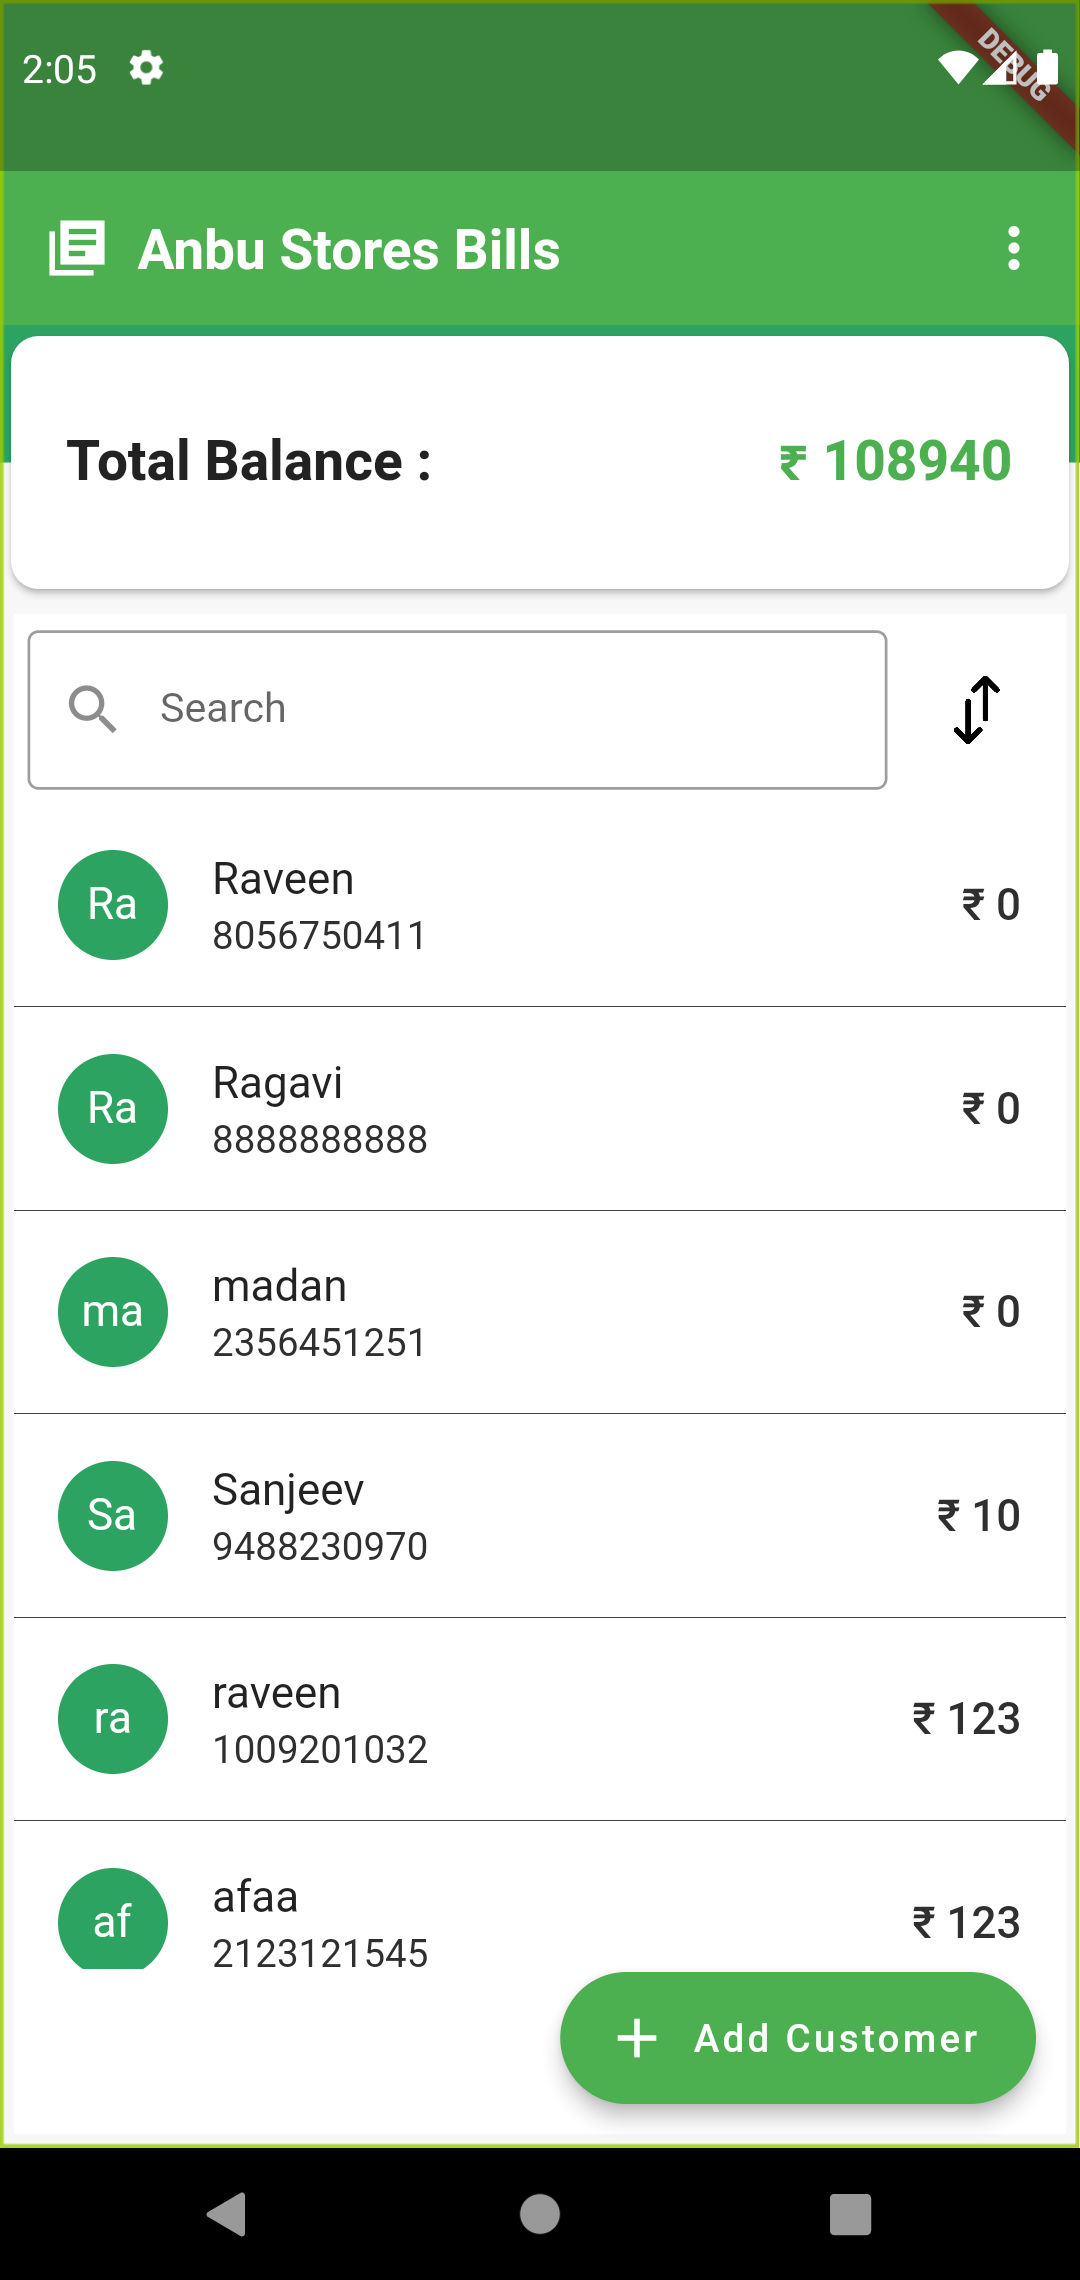 2:05
DEBUG
Anbu Stores Bills
Total Balance : ₹ 108940
Search
Ra Raveen ₹ 0
8056750411
Ra Ragavi ₹ 0
8888888888
ma madan ₹ 0
2356451251
Sa Sanjeev ₹ 10
9488230970
ra raveen ₹ 123
1009201032
af afaa ₹ 123
2123121545
Add Customer